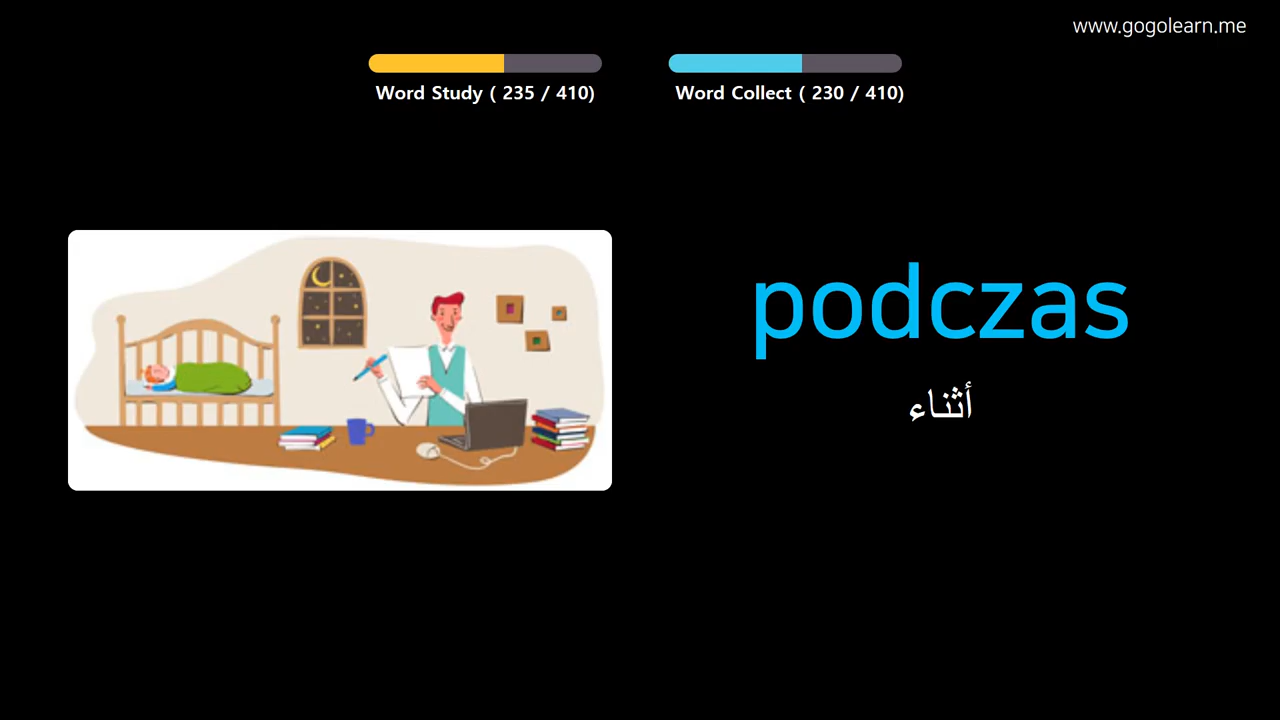 www.gogolearn.me
Word Study ( 235 / 410)
Word Collect ( 230 / 410)
podczas
أثناء